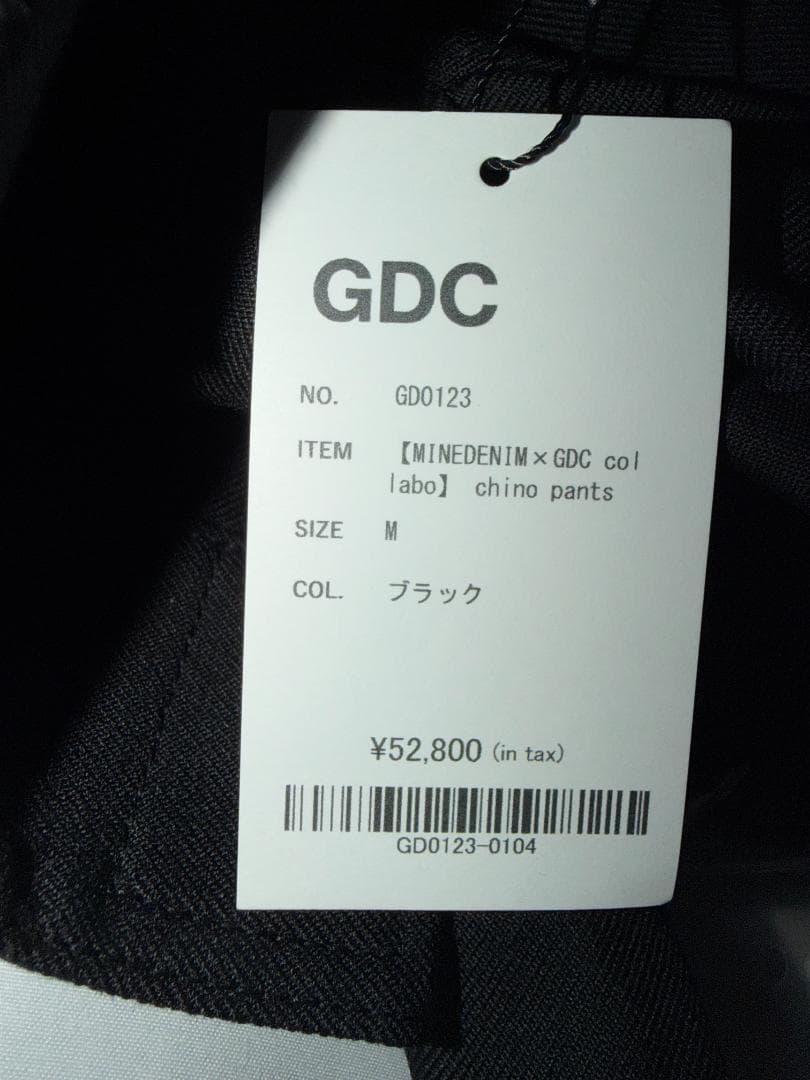 GDC
NO. GD0123
ITEM 【MINEDENIM×GDC col
labo】 chino pants
SIZE M
COL. ブラック
¥52,800 (in tax)
GD0123-0104